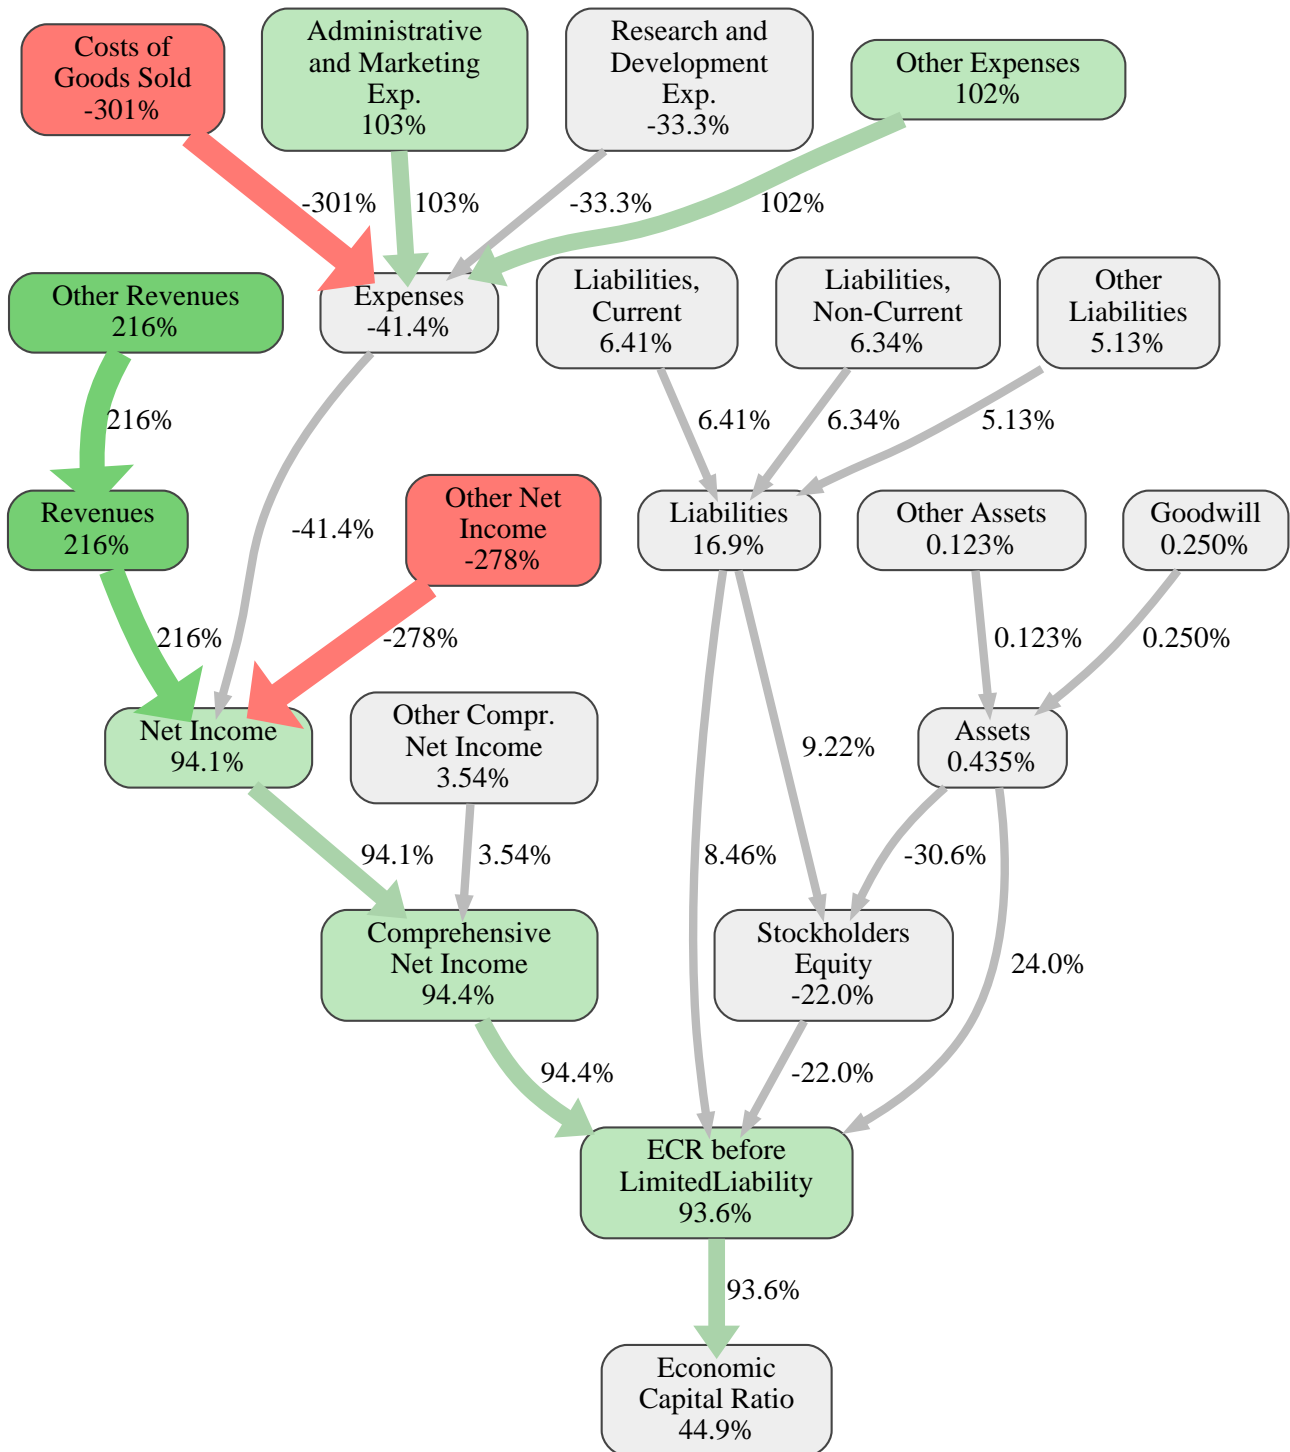 Costs of
Goods Sold
-301%
Administrative
and Marketing
Exp.
103%
Research and
Development
Exp.
-33.3%
Other Expenses
102%
-301%
103%
-33.3%
102%
Other Revenues
216%
Expenses
-41.4%
Liabilities,
Current
6.41%
Liabilities,
Non-Current
6.34%
Other
Liabilities
5.13%
216%
6.41%
6.34%
5.13%
Revenues
216%
-41.4%
Other Net
Income
-278%
Liabilities
16.9%
Other Assets
0.123%
Goodwill
0.250%
216%
-278%
0.123%
0.250%
Net Income
94.1%
Other Compr.
Net Income
3.54%
9.22%
Assets
0.435%
94.1%
3.54%
8.46%
-30.6%
Comprehensive
Net Income
94.4%
Stockholders
Equity
-22.0%
24.0%
94.4%
-22.0%
ECR before
LimitedLiability
93.6%
93.6%
Economic
Capital Ratio
44.9%